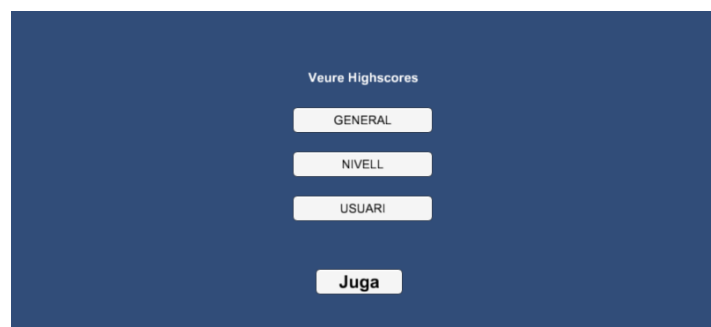 Veure Highscores
GENERAL
NIVELL
USUARI
Juga